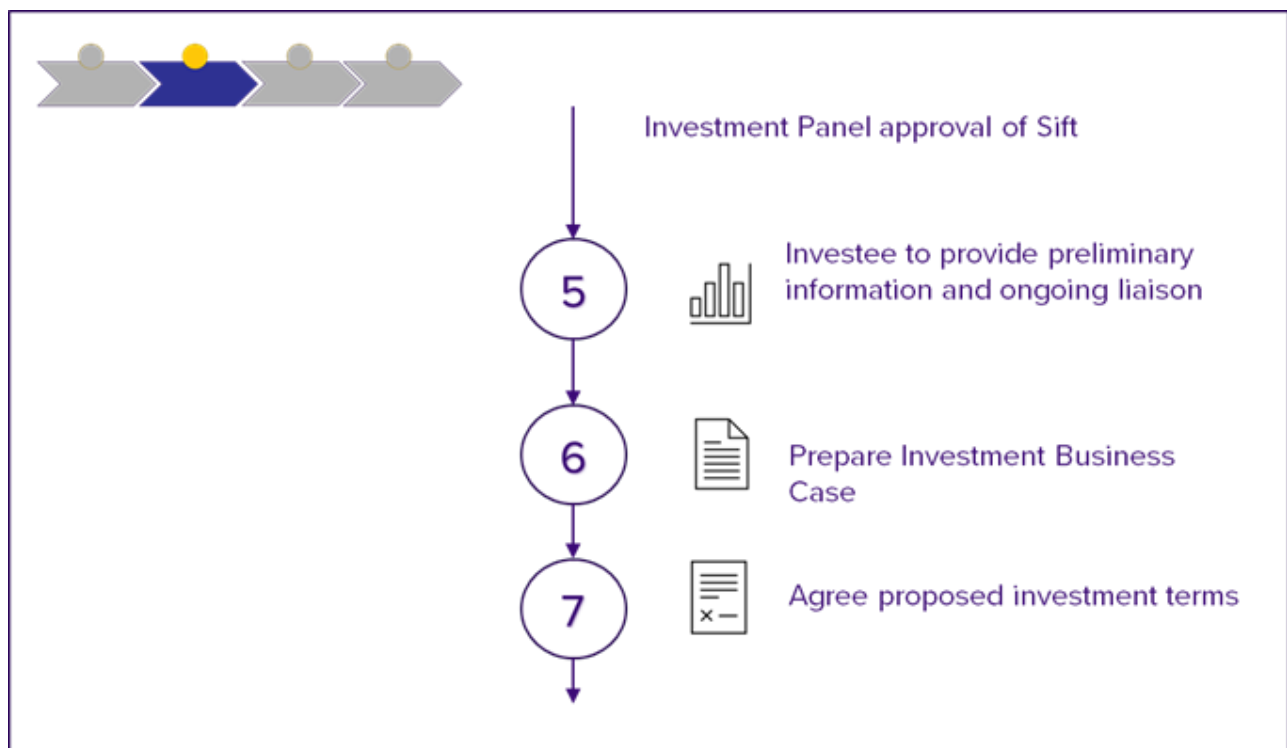 Investment Panel approval of Sift
5
Investee to provide preliminary
information and ongoing liaison
6
Prepare Investment Business
Case
7
Agree proposed investment terms